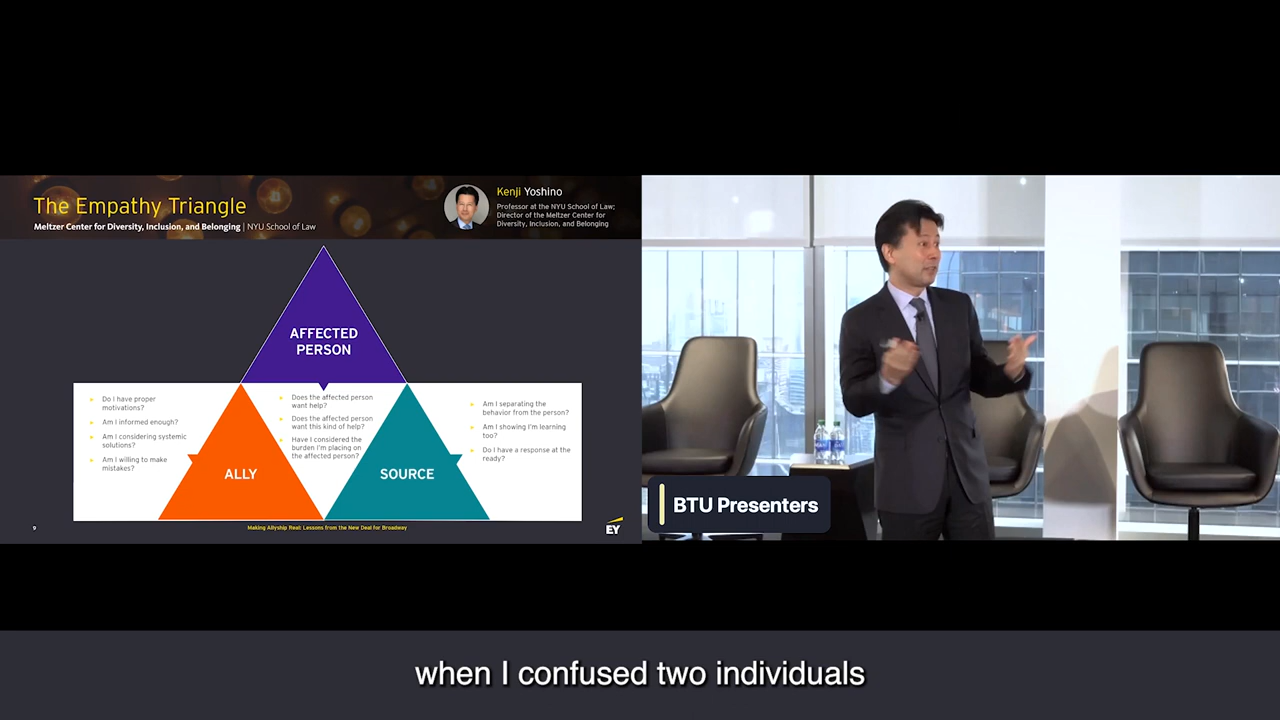 The Empathy Triangle
Meltzer Center for Diversity, Inclusion, and Belonging | NYU School of Law
Kenji Yoshino
Professor at the NYU School of Law;
Director of the Meltzer Center for
Diversity, Inclusion, and Belonging
AFFECTED
PERSON
Do I have proper
motivations?
Am I informed enough?
Am I considering systemic
solutions?
Am I willing to make
mistakes?
ALLY
Does the affected person
want help?
Does the affected person
want this kind of help?
Have I considered the
burden I'm placing on
the affected person?
SOURCE
Am I separating the
behavior from the person?
Am I showing I'm learning
too?
Do I have a response at the
ready?
9
Making Allyship Real: Lessons from the New Deal for Broadway
EY
BTU Presenters
when I confused two individuals